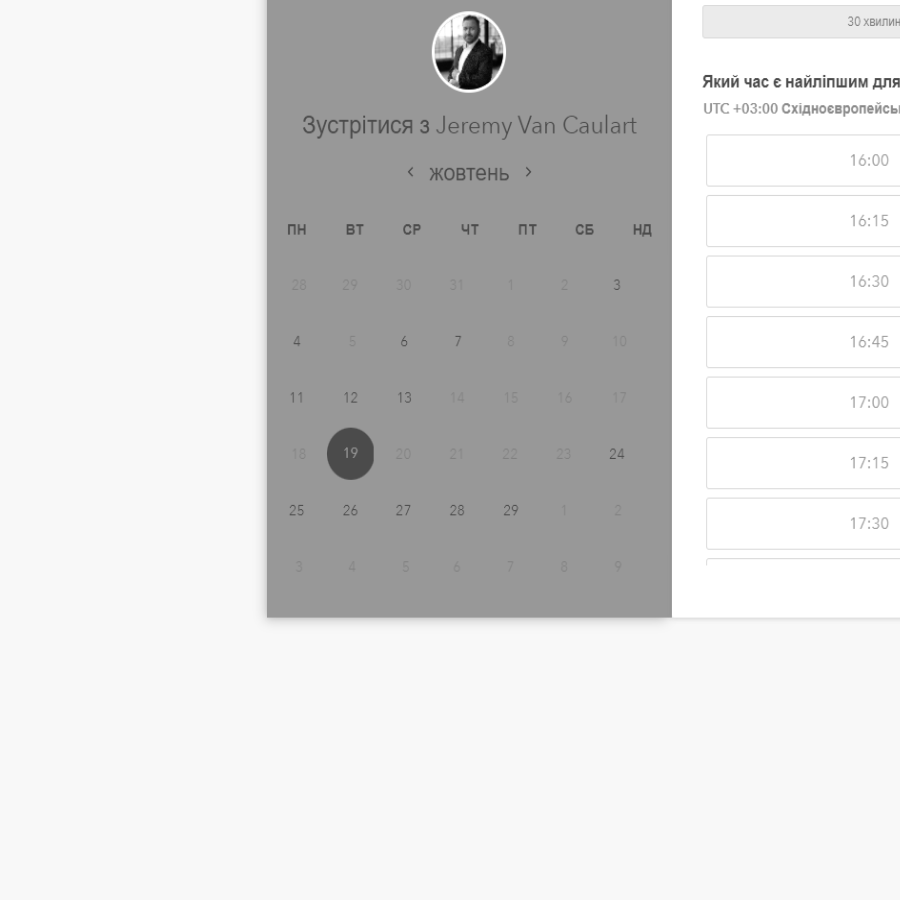 Зустрітися з Jeremy Van Caulart
‹ жовтень ›
ПН ВТ СР ЧТ ПТ СБ НД
28 29 30 31 1 2 3
4 5 6 7 8 9 10
11 12 13 14 15 16 17
18 19 20 21 22 23 24
25 26 27 28 29 1 2
3 4 5 6 7 8 9
30 хвилин
Який час є найліпшим для
UTC +03:00 Східноєвропейсь
16:00
16:15
16:30
16:45
17:00
17:15
17:30